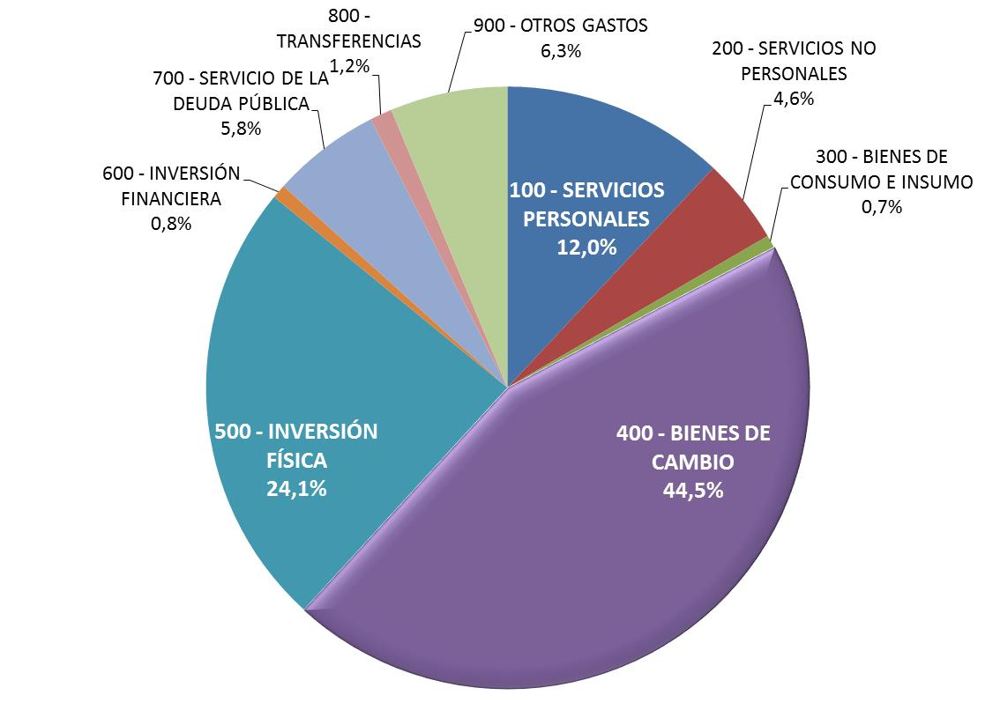 800 -
TRANSFERENCIAS
1,2%
900 - OTROS GASTOS
6,3%
200 - SERVICIOS NO
PERSONALES
4,6%
700 - SERVICIO DE LA
DEUDA PÚBLICA
5,8%
300 - BIENES DE
CONSUMO E INSUMO
0,7%
600 - INVERSIÓN
FINANCIERA
0,8%
100 - SERVICIOS
PERSONALES
12,0%
500 - INVERSIÓN
FÍSICA
24,1%
400 - BIENES DE
CAMBIO
44,5%